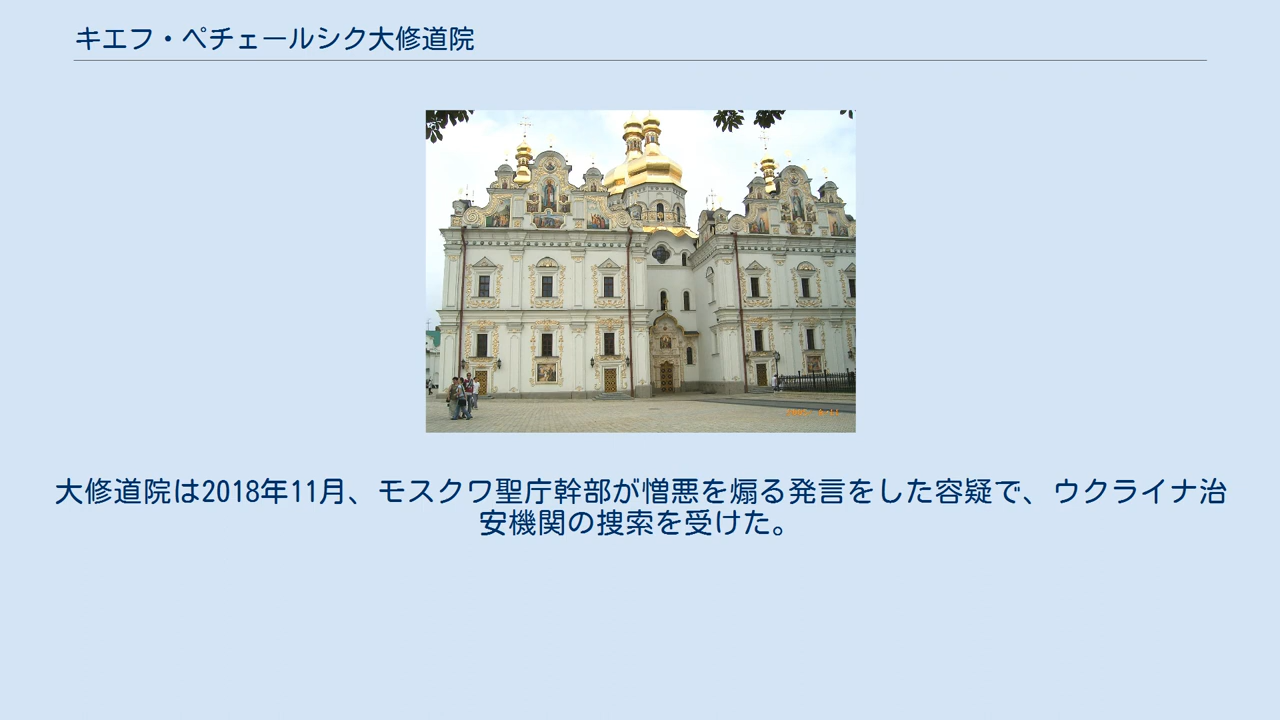 キエフ・ペチェールシク大修道院
大修道院は2018年11月、モスクワ聖庁幹部が憎悪を煽る発言をした容疑で、ウクライナ治
安機関の捜索を受けた。